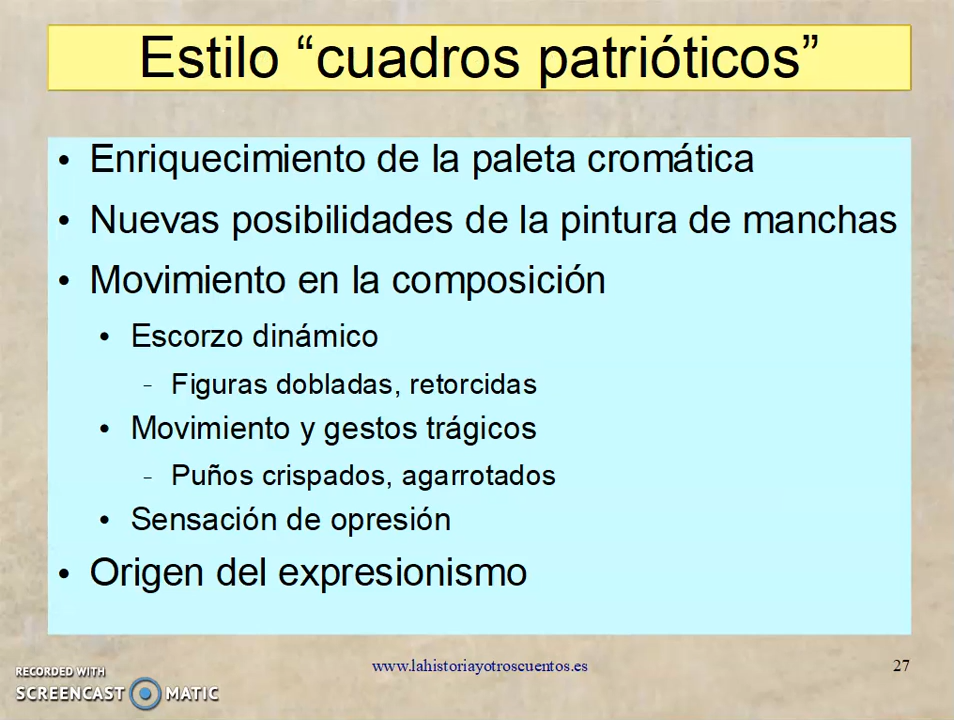 Estilo “cuadros patrióticos”
• Enriquecimiento de la paleta cromática
• Nuevas posibilidades de la pintura de manchas
• Movimiento en la composición
• Escorzo dinámico
– Figuras dobladas, retorcidas
• Movimiento y gestos trágicos
– Puños crispados, agarrotados
• Sensación de opresión
• Origen del expresionismo
www.lahistoriayotroscuentos.es
27
RECORDED WITH
SCREENCAST MATIC